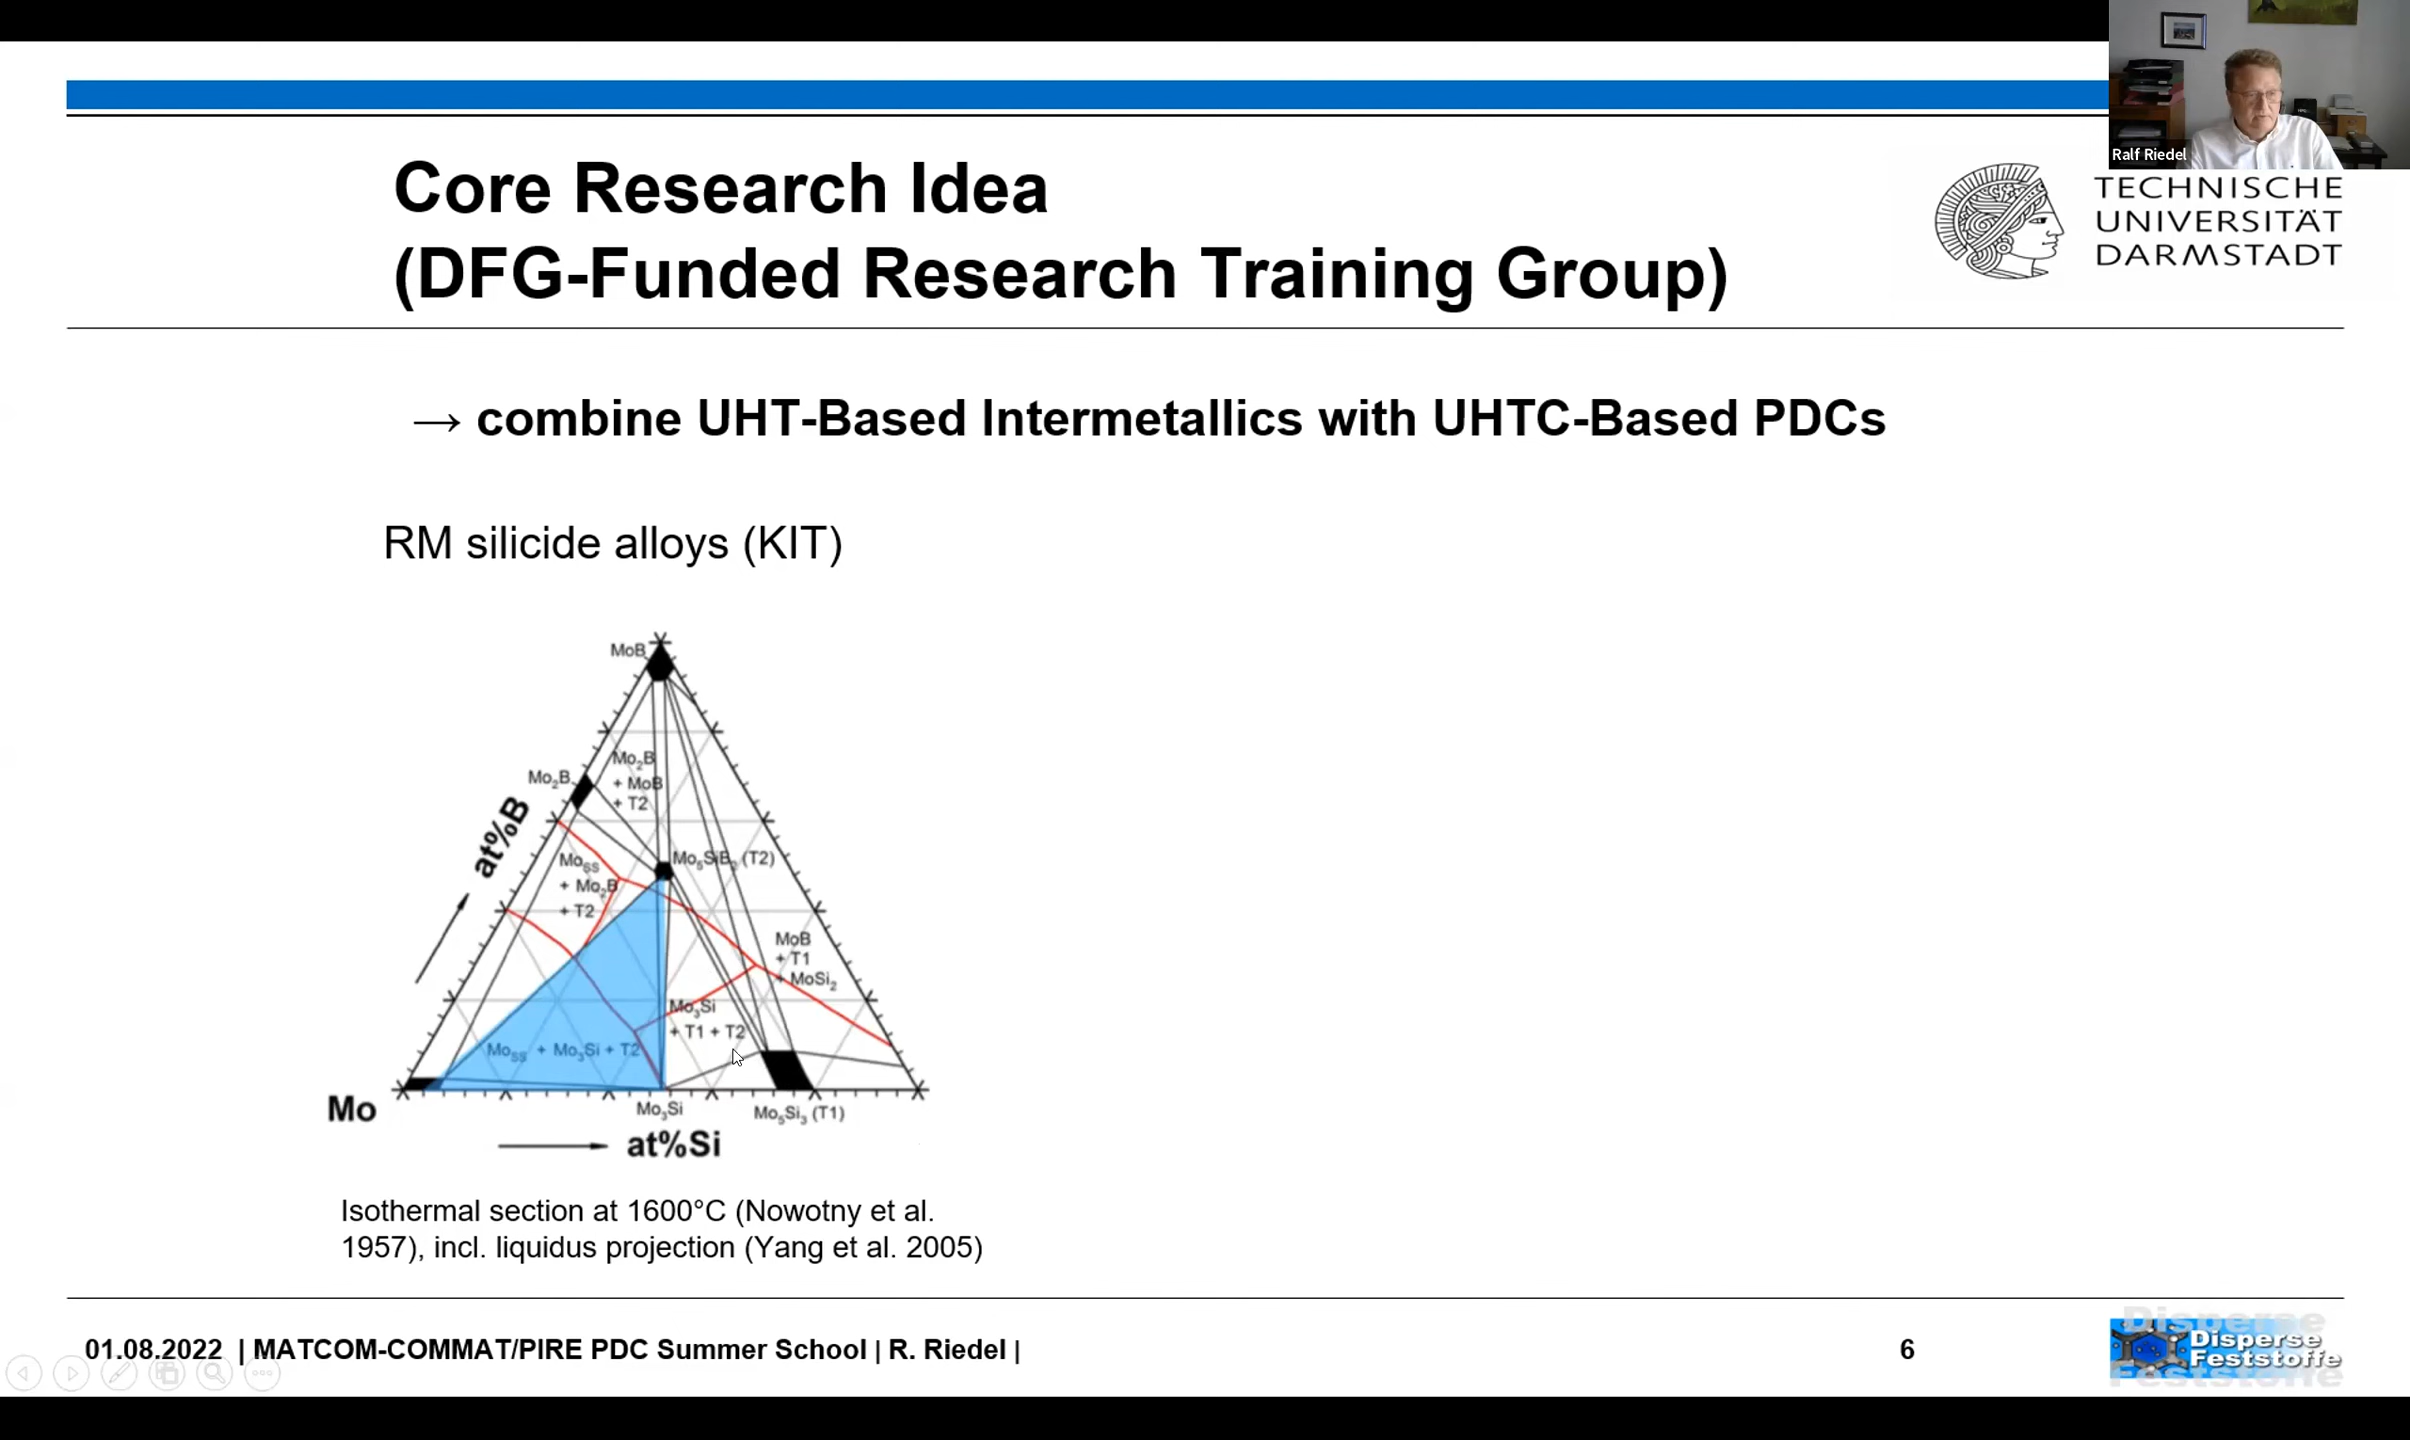 Ralf Riedel
TECHNISCHE
UNIVERSITÄT
DARMSTADT
Core Research Idea
(DFG-Funded Research Training Group)
→ combine UHT-Based Intermetallics with UHTC-Based PDCs
RM silicide alloys (KIT)
MoB
Mo₂B
Mo₂B
+ MoB
+ T2
at%B
Mo₅SiB₂ (T2)
Moss
+ Mo₂B
+ T2
MoB
+ T1
+ MoSi₂
Mo₃Si
+ T1 + T2
Moss + Mo₃Si + T2
Mo
Mo₃Si
Mo₅Si₃ (T1)
at%Si
Isothermal section at 1600°C (Nowotny et al.
1957), incl. liquidus projection (Yang et al. 2005)
01.08.2022 | MATCOM-COMMAT/PIRE PDC Summer School | R. Riedel |
6
Disperse
Feststoffe